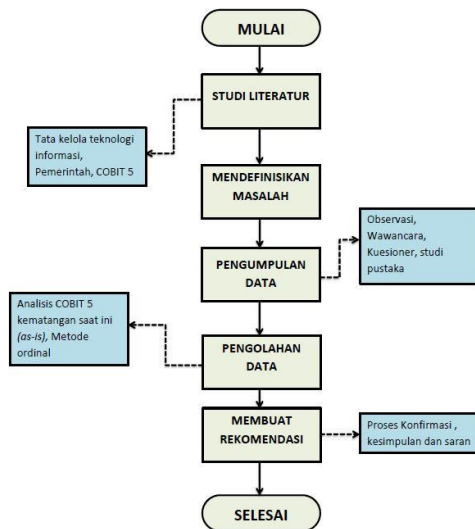 MULAI
STUDI LITERATUR
Tata kelola teknologi
informasi,
Pemerintah, COBIT 5
MENDEFINISIKAN
MASALAH
Observasi,
Wawancara,
Kuesioner, studi
pustaka
PENGUMPULAN
DATA
Analisis COBIT 5
kematangan saat ini
(as-is), Metode
ordinal
PENGOLAHAN
DATA
MEMBUAT
REKOMENDASI
Proses Konfirmasi ,
kesimpulan dan saran
SELESAI